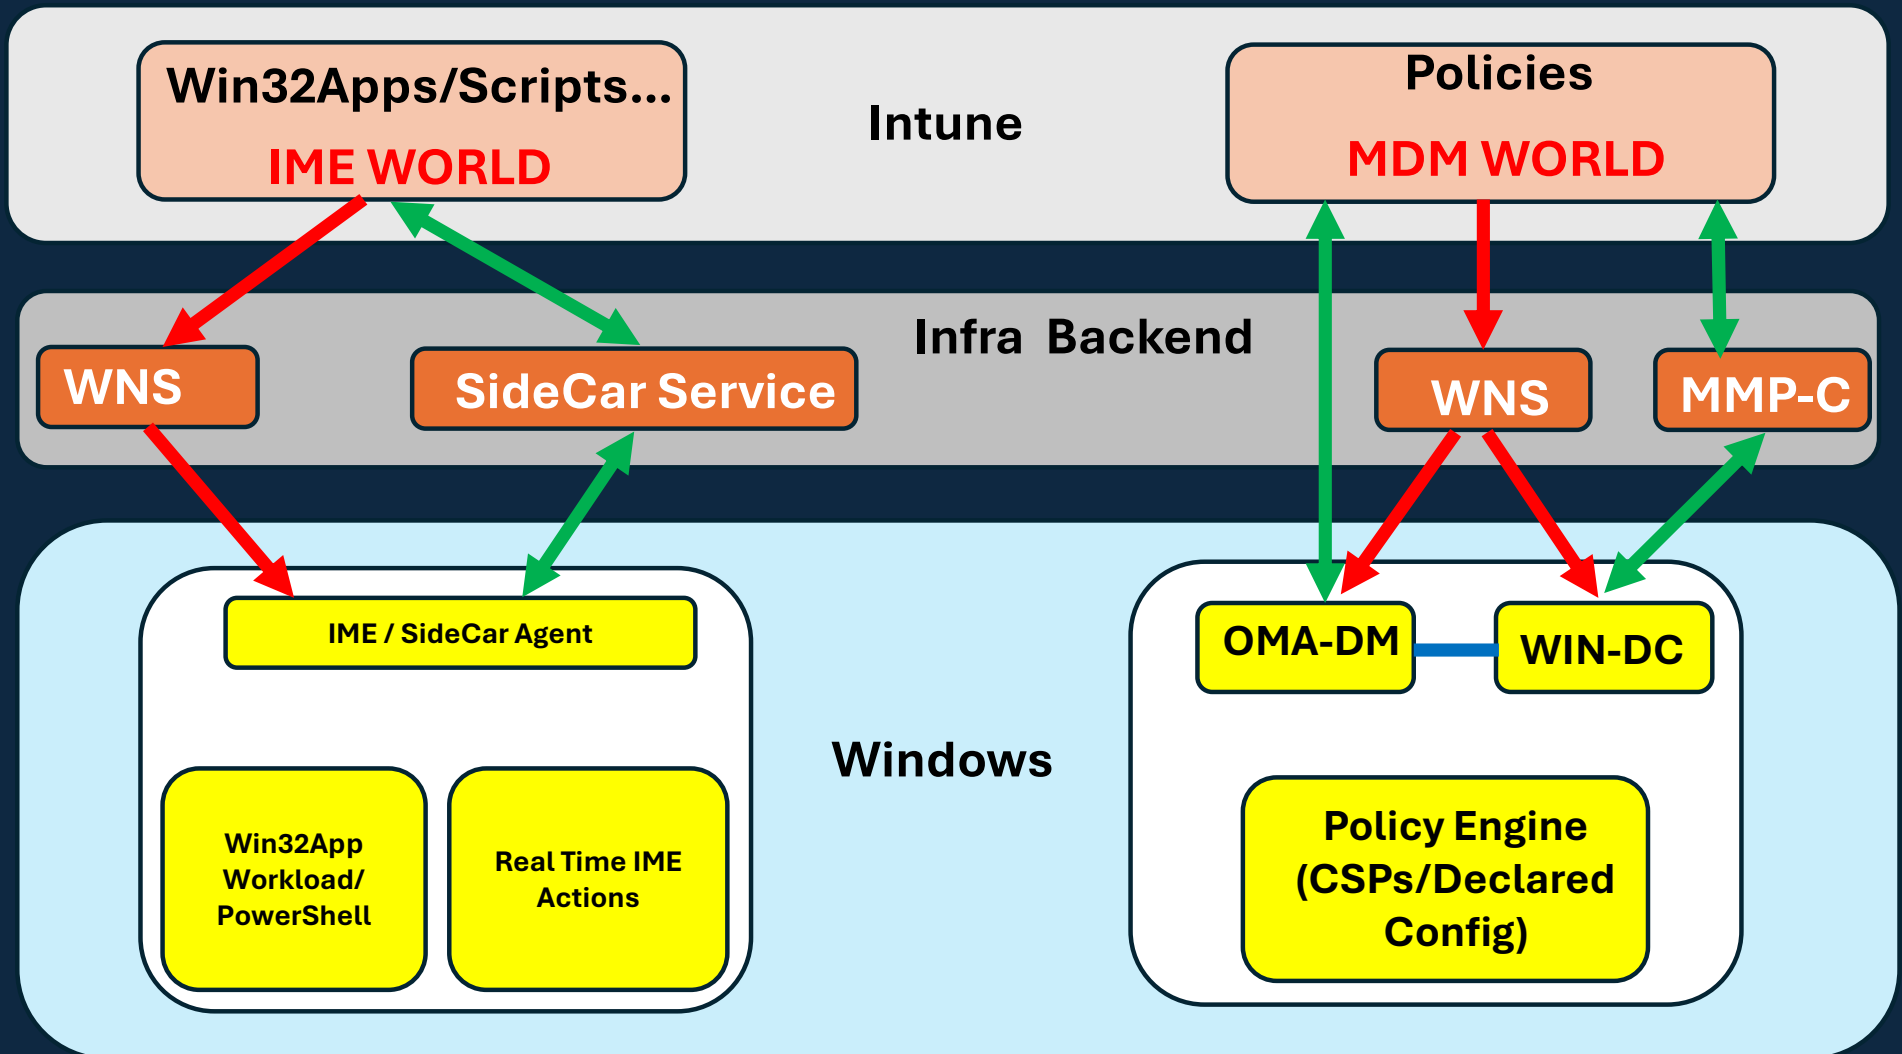 Win32Apps/Scripts...
IME WORLD
Intune
Policies
MDM WORLD
Infra  Backend
WNS
SideCar Service
WNS
MMP-C
IME / SideCar Agent
Win32App
Workload/
PowerShell
Real Time IME
Actions
Windows
OMA-DM
WIN-DC
Policy Engine
(CSPs/Declared
Config)